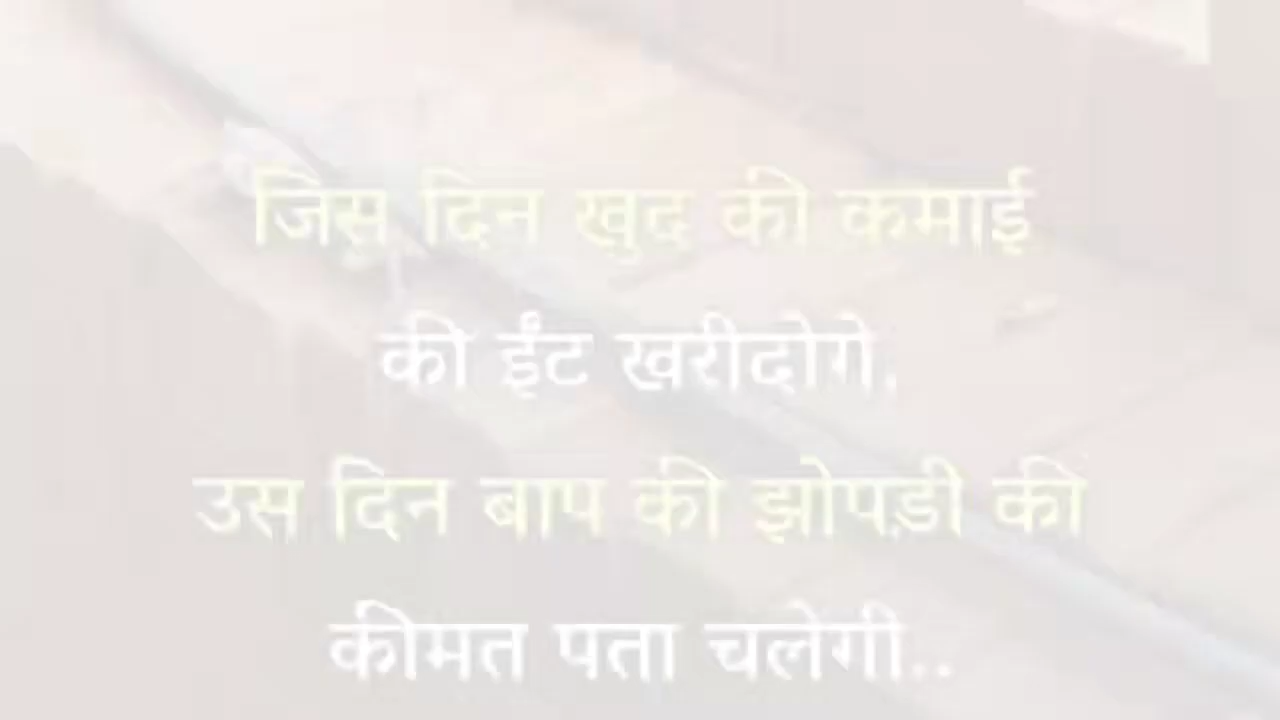 जिस दिन खुद की कमाई
की ईंट खरीदोगे,
उस दिन बाप की झोपड़ी की
कीमत पता चलेगी..